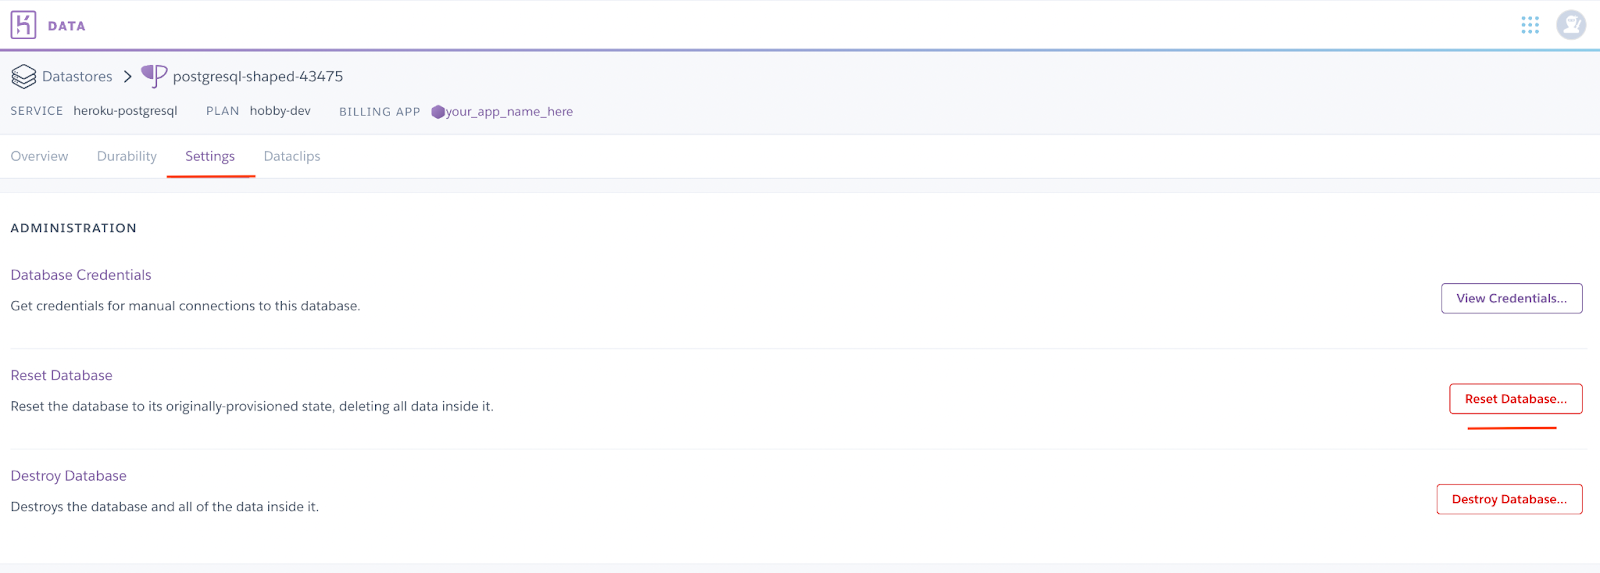 DATA
Datastores > postgresql-shaped-43475
SERVICE heroku-postgresql PLAN hobby-dev BILLING APP your_app_name_here
Overview Durability Settings Dataclips
ADMINISTRATION
Database Credentials
Get credentials for manual connections to this database.
View Credentials...
Reset Database
Reset the database to its originally-provisioned state, deleting all data inside it.
Reset Database...
Destroy Database
Destroys the database and all of the data inside it.
Destroy Database...